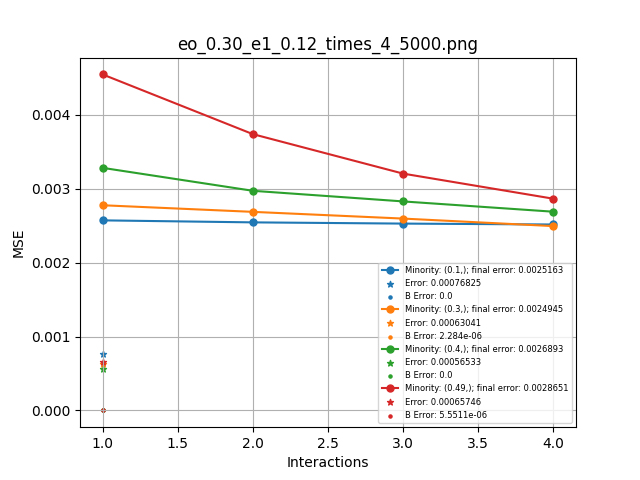 eo_0.30_e1_0.12_times_4_5000.png
MSE
0.004
0.003
0.002
0.001
0.000
Minority: (0.1,); final error: 0.0025163
Error: 0.00076825
B Error: 0.0
Minority: (0.3,); final error: 0.0024945
Error: 0.00063041
B Error: 2.284e-06
Minority: (0.4,); final error: 0.0026893
Error: 0.00056533
B Error: 0.0
Minority: (0.49,); final error: 0.0028651
Error: 0.00065746
B Error: 5.5511e-06
1.0 1.5 2.0 2.5 3.0 3.5 4.0
Interactions